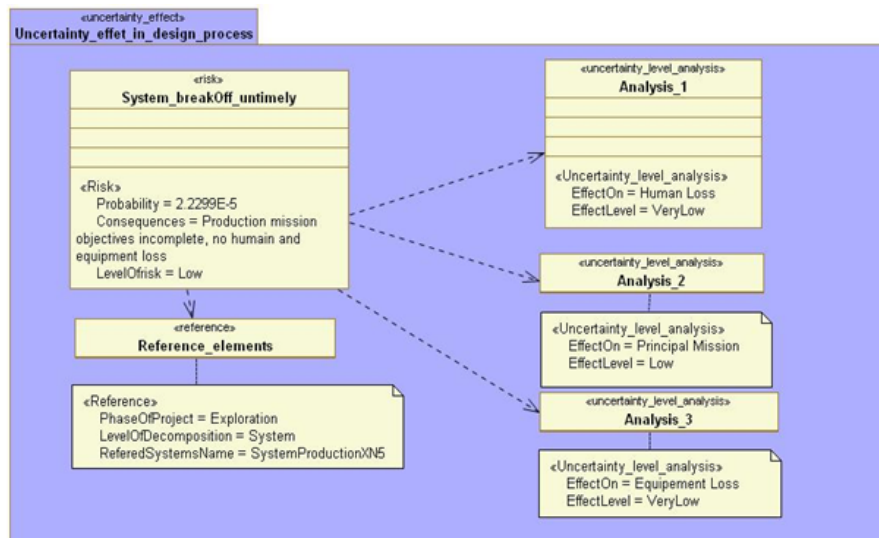 «uncertainty_effect»
Uncertainty_effet_in_design_process
«risk»
System_breakOff_untimely
«Risk»
Probability = 2.2299E-5
Consequences = Production mission
objectives incomplete, no humain and
equipment loss
LevelOfrisk = Low
«reference»
Reference_elements
«Reference»
PhaseOfProject = Exploration
LevelOfDecomposition = System
ReferedSystemsName = SystemProductionXN5
«uncertainty_level_analysis»
Analysis_1
«Uncertainty_level_analysis»
EffectOn = Human Loss
EffectLevel = VeryLow
«uncertainty_level_analysis»
Analysis_2
«Uncertainty_level_analysis»
EffectOn = Principal Mission
EffectLevel = Low
«uncertainty_level_analysis»
Analysis_3
«Uncertainty_level_analysis»
EffectOn = Equipement Loss
EffectLevel = VeryLow